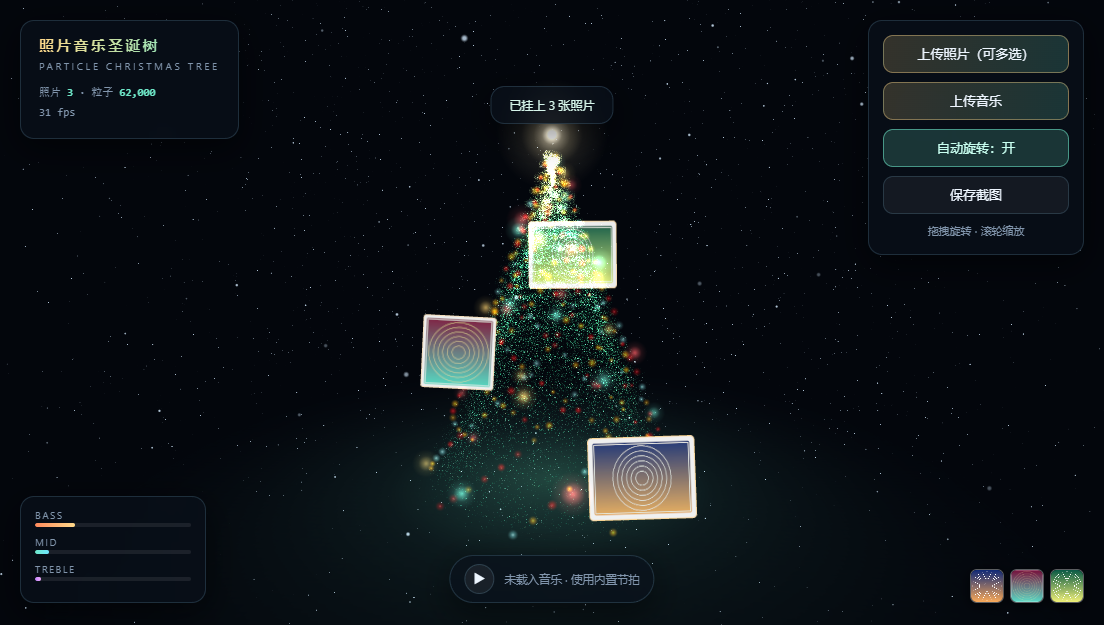 照片音乐圣诞树
PARTICLE CHRISTMAS TREE
照片 3 · 粒子 62,000
31 fps
已挂上 3 张照片
上传照片（可多选）
上传音乐
自动旋转：开
保存截图
拖拽旋转 · 滚轮缩放
BASS
MID
TREBLE
未载入音乐 · 使用内置节拍